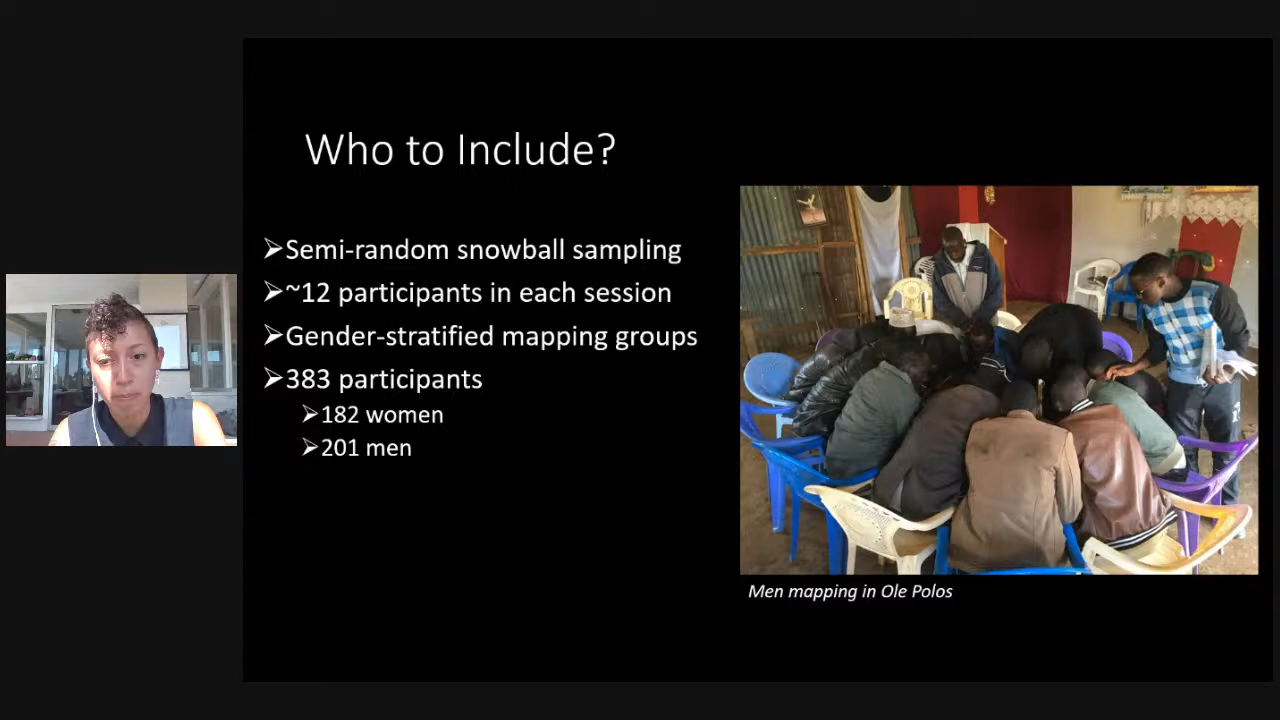 Who to Include?
➢Semi-random snowball sampling
➢~12 participants in each session
➢Gender-stratified mapping groups
➢383 participants
➢182 women
➢201 men
Men mapping in Ole Polos